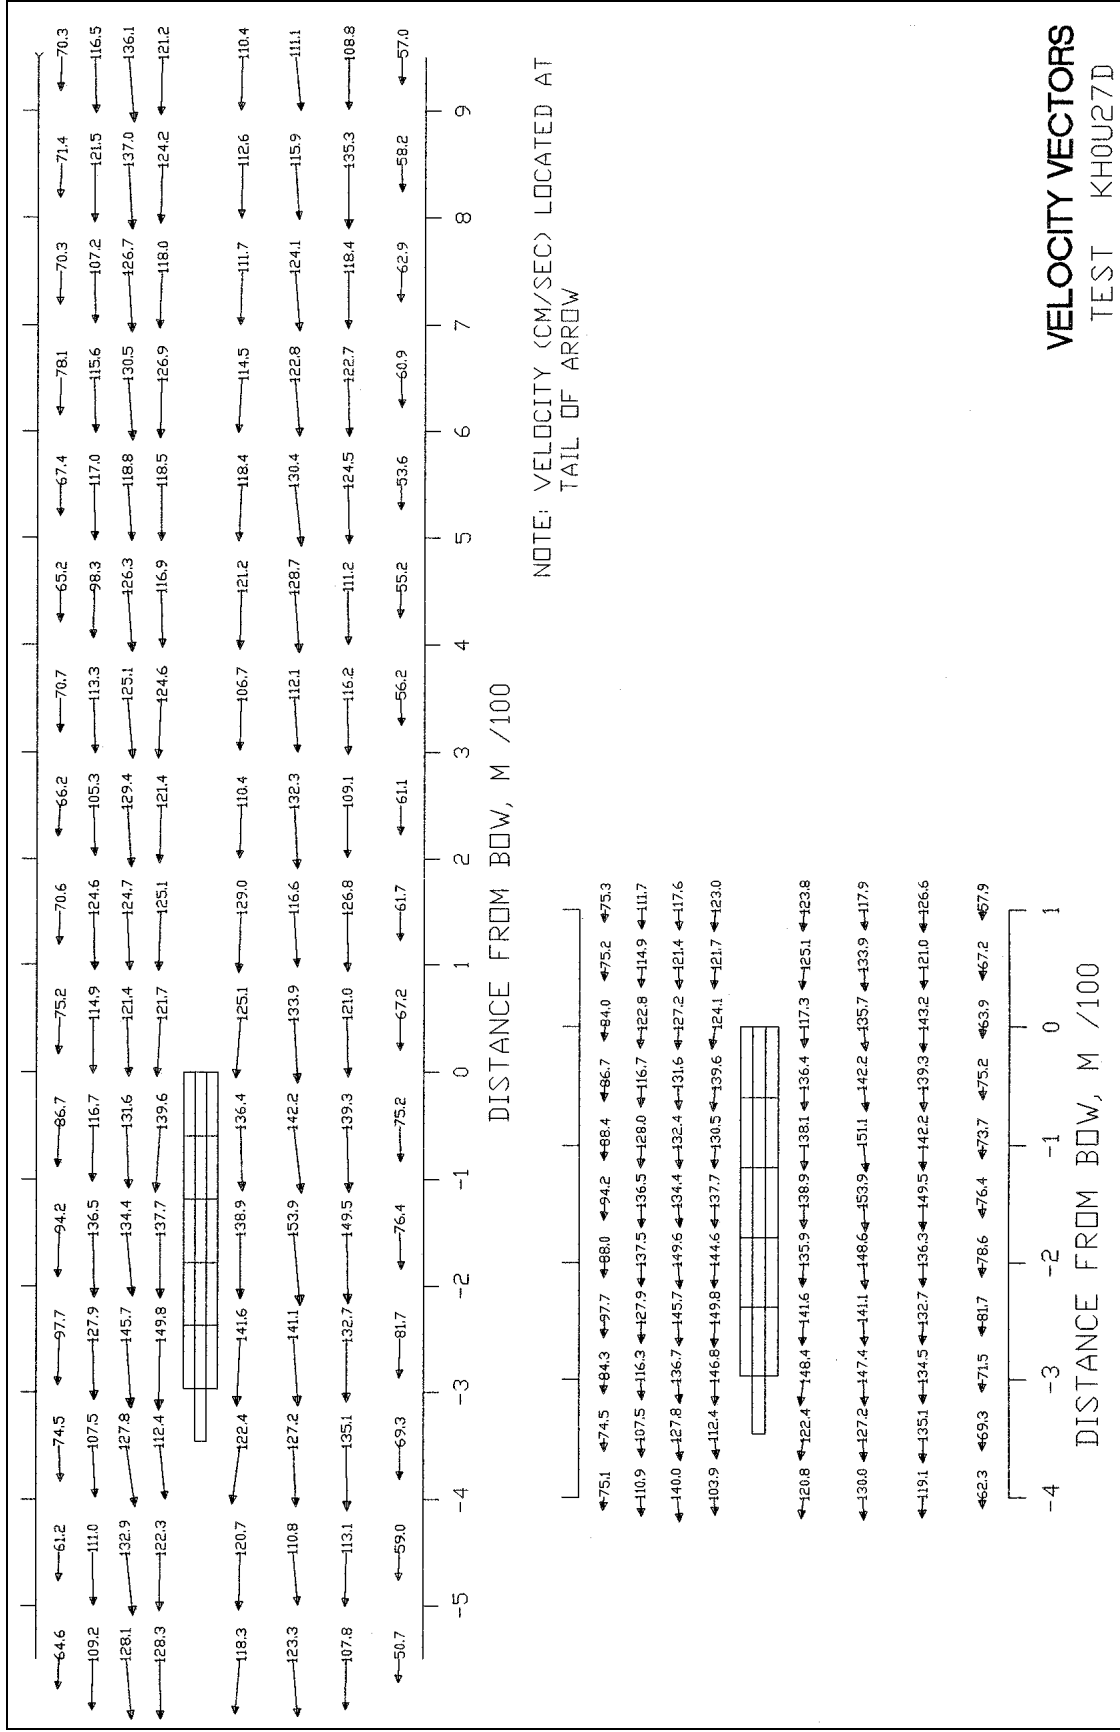 64.6 61.2 74.5 97.7 94.2 86.7 75.2 70.6 66.2 70.7 65.2 67.4 78.1 70.3 71.4 70.3
109.2 111.0 107.5 127.9 136.5 116.7 114.9 124.6 105.3 113.3 98.3 117.0 115.6 107.2 121.5 116.5
128.1 132.9 127.8 145.7 134.4 131.6 121.4 124.7 129.4 125.1 126.3 118.8 130.5 126.7 137.0 136.1
128.3 122.3 112.4 149.8 137.7 139.6 121.7 125.1 121.4 124.6 116.9 118.5 126.9 118.0 124.2 121.2
118.3 120.7 122.4 141.6 138.9 136.4 125.1 129.0 110.4 106.7 121.2 118.4 114.5 111.7 112.6 110.4
123.3 110.8 127.2 141.1 153.9 142.2 133.9 116.6 132.3 112.1 128.7 130.4 122.8 124.1 115.9 111.1
107.8 113.1 135.1 132.7 149.5 139.3 121.0 126.8 109.1 116.2 111.2 124.5 122.7 118.4 135.3 108.8
50.7 59.0 69.3 81.7 76.4 75.2 67.2 61.7 61.1 56.2 55.2 53.6 60.9 62.9 58.2 57.0
-5 -4 -3 -2 -1 0 1 2 3 4 5 6 7 8 9
DISTANCE FROM BOW, M /100
NOTE: VELOCITY (CM/SEC) LOCATED AT
TAIL OF ARROW
75.1 74.5 84.3 97.7 88.0 94.2 88.4 86.7 84.0 75.2 75.3
110.9 107.5 116.3 127.9 137.5 136.5 128.0 116.7 122.8 114.9 111.7
140.0 127.8 136.7 145.7 149.6 134.4 132.4 131.6 127.2 121.4 117.6
103.9 112.4 146.8 149.8 144.6 137.7 130.5 139.6 124.1 121.7 123.0
120.8 122.4 148.4 141.6 135.9 138.9 138.1 136.4 117.3 125.1 123.8
130.0 127.2 147.4 141.1 148.6 153.9 151.1 142.2 135.7 133.9 117.9
119.1 135.1 134.5 132.7 136.3 149.5 142.2 139.3 143.2 121.0 126.6
62.3 69.3 71.5 81.7 78.6 76.4 73.7 75.2 63.9 67.2 57.9
-4 -3 -2 -1 0 1
DISTANCE FROM BOW, M /100
VELOCITY VECTORS
TEST KHOU27D